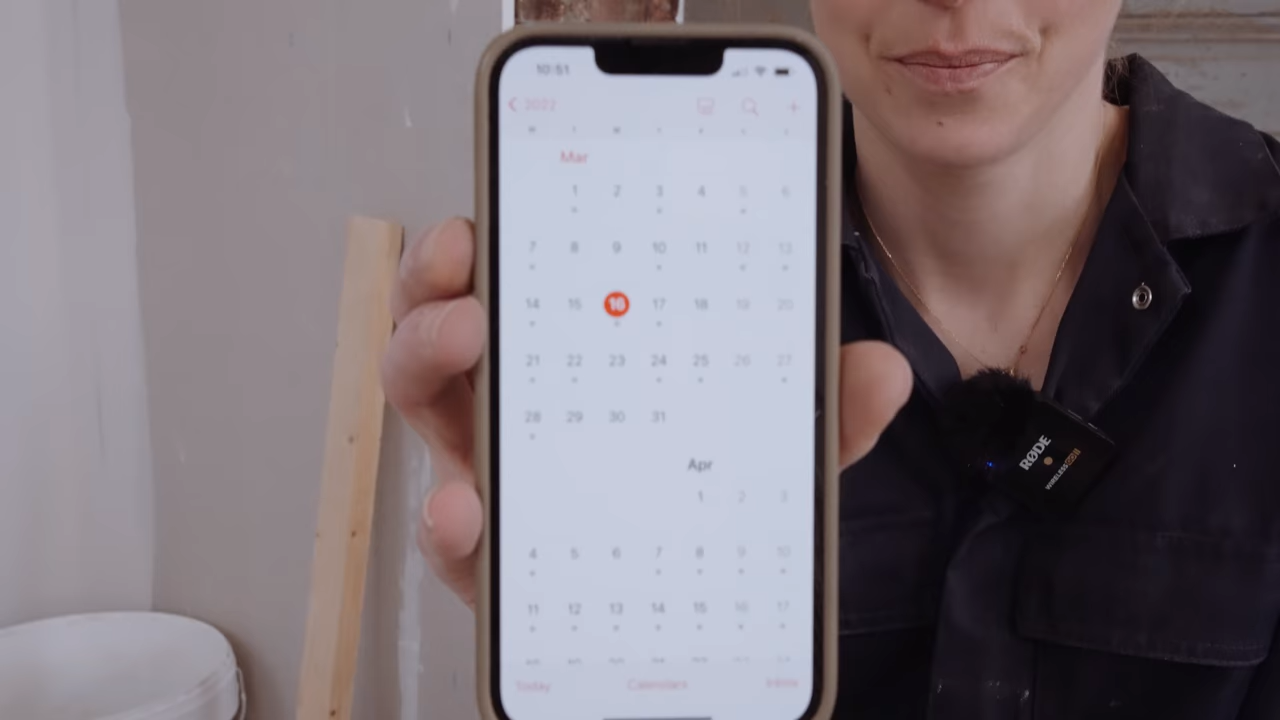 10:51
2022
M T W T F S S
Mar
1 2 3 4 5 6
7 8 9 10 11 12 13
14 15 16 17 18 19 20
21 22 23 24 25 26 27
28 29 30 31
Apr
1 2 3
4 5 6 7 8 9 10
11 12 13 14 15 16 17
Today Calendars Inbox
RØDE
WIRELESS